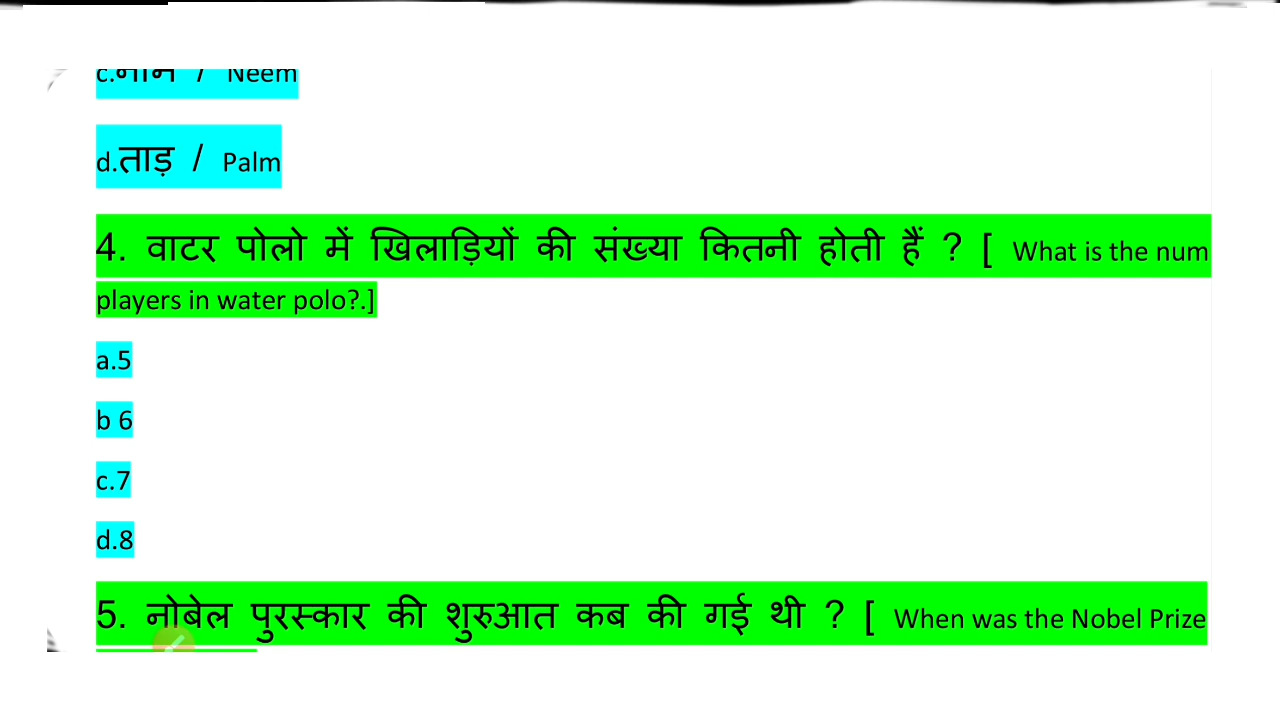 c.नीम / Neem
d.ताड़ / Palm
4. वाटर पोलो में खिलाड़ियों की संख्या कितनी होती हैं ? [ What is the num
players in water polo?.]
a.5
b 6
c.7
d.8
5. नोबेल पुरस्कार की शुरुआत कब की गई थी ? [ When was the Nobel Prize